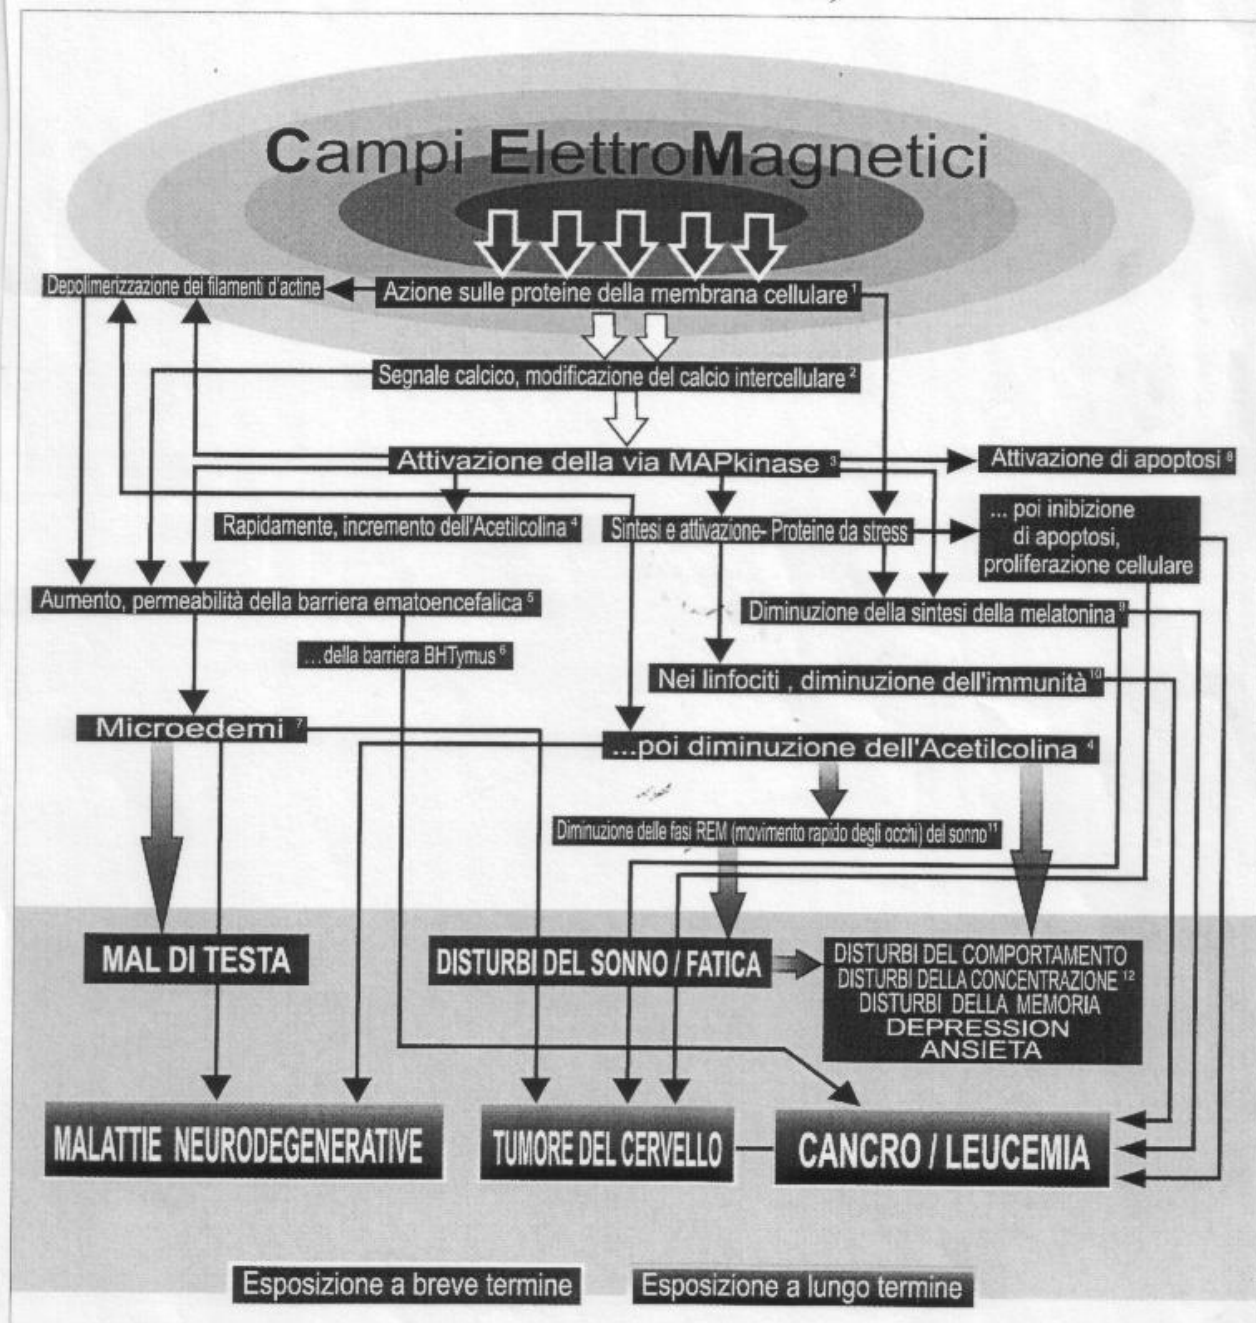 Campi ElettroMagnetici
Depolimerizzazione dei filamenti d'actine
Azione sulle proteine della membrana cellulare 1
Segnale calcico, modificazione del calcio intercellulare 2
Attivazione della via MAPkinase 3
Attivazione di apoptosi 8
Rapidamente, incremento dell'Acetilcolina 4
Sintesi e attivazione- Proteine da stress
... poi inibizione
di apoptosi,
proliferazione cellulare
Aumento, permeabilità della barriera ematoencefalica 5
Diminuzione della sintesi della melatonina 9
...della barriera BHTymus 6
Nei linfociti , diminuzione dell'immunità 10
Microedemi 7
...poi diminuzione dell'Acetilcolina 4
Diminuzione delle fasi REM (movimento rapido degli occhi) del sonno 11
MAL DI TESTA
DISTURBI DEL SONNO / FATICA
DISTURBI DEL COMPORTAMENTO
DISTURBI DELLA CONCENTRAZIONE 12
DISTURBI DELLA MEMORIA
DEPRESSION
ANSIETA
MALATTIE NEURODEGENERATIVE
TUMORE DEL CERVELLO
CANCRO / LEUCEMIA
Esposizione a breve termine
Esposizione a lungo termine